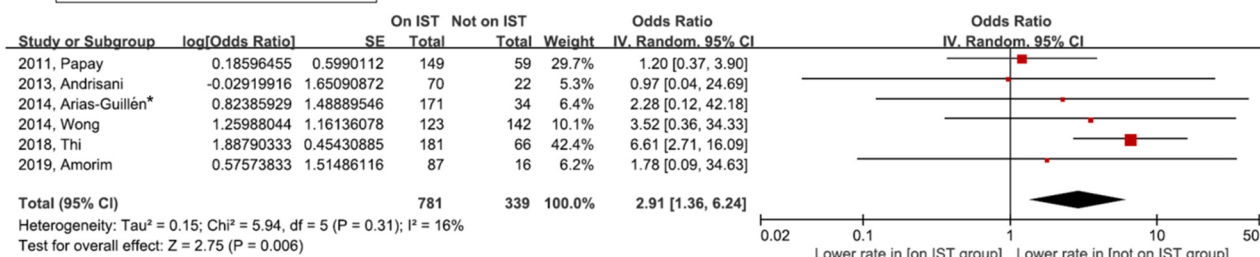 On IST Not on IST Odds Ratio Odds Ratio
Study or Subgroup log[Odds Ratio] SE Total Total Weight IV. Random. 95% CI IV. Random. 95% CI
2011, Papay 0.18596455 0.5990112 149 59 29.7% 1.20 [0.37, 3.90]
2013, Andrisani -0.02919916 1.65090872 70 22 5.2% 0.97 [0.04, 24.69]
2014, Arias-Guillén* 0.82385929 1.48889546 171 34 6.4% 2.28 [0.12, 42.18]
2014, Wong 1.25988044 1.16136078 123 142 10.1% 3.52 [0.36, 34.33]
2018, Thi 1.88790333 0.45430885 181 66 42.4% 6.61 [2.71, 16.09]
2019, Amorim 0.57573833 1.51486116 87 16 6.2% 1.78 [0.09, 34.63]
Total (95% CI) 781 339 100.0% 2.91 [1.36, 6.24]
Heterogeneity: Tau² = 0.15; Chi² = 5.94, df = 5 (P = 0.31); I² = 16%
Test for overall effect: Z = 2.75 (P = 0.006)
0.02 0.1 1 10 50
Lower rate in [on IST group] Lower rate in [not on IST group]